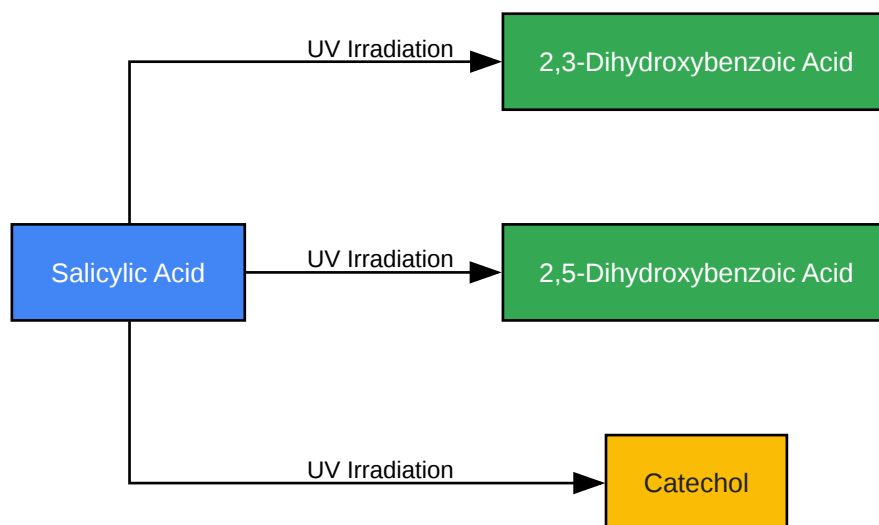 UV Irradiation
2,3-Dihydroxybenzoic Acid
Salicylic Acid
UV Irradiation
2,5-Dihydroxybenzoic Acid
UV Irradiation
Catechol